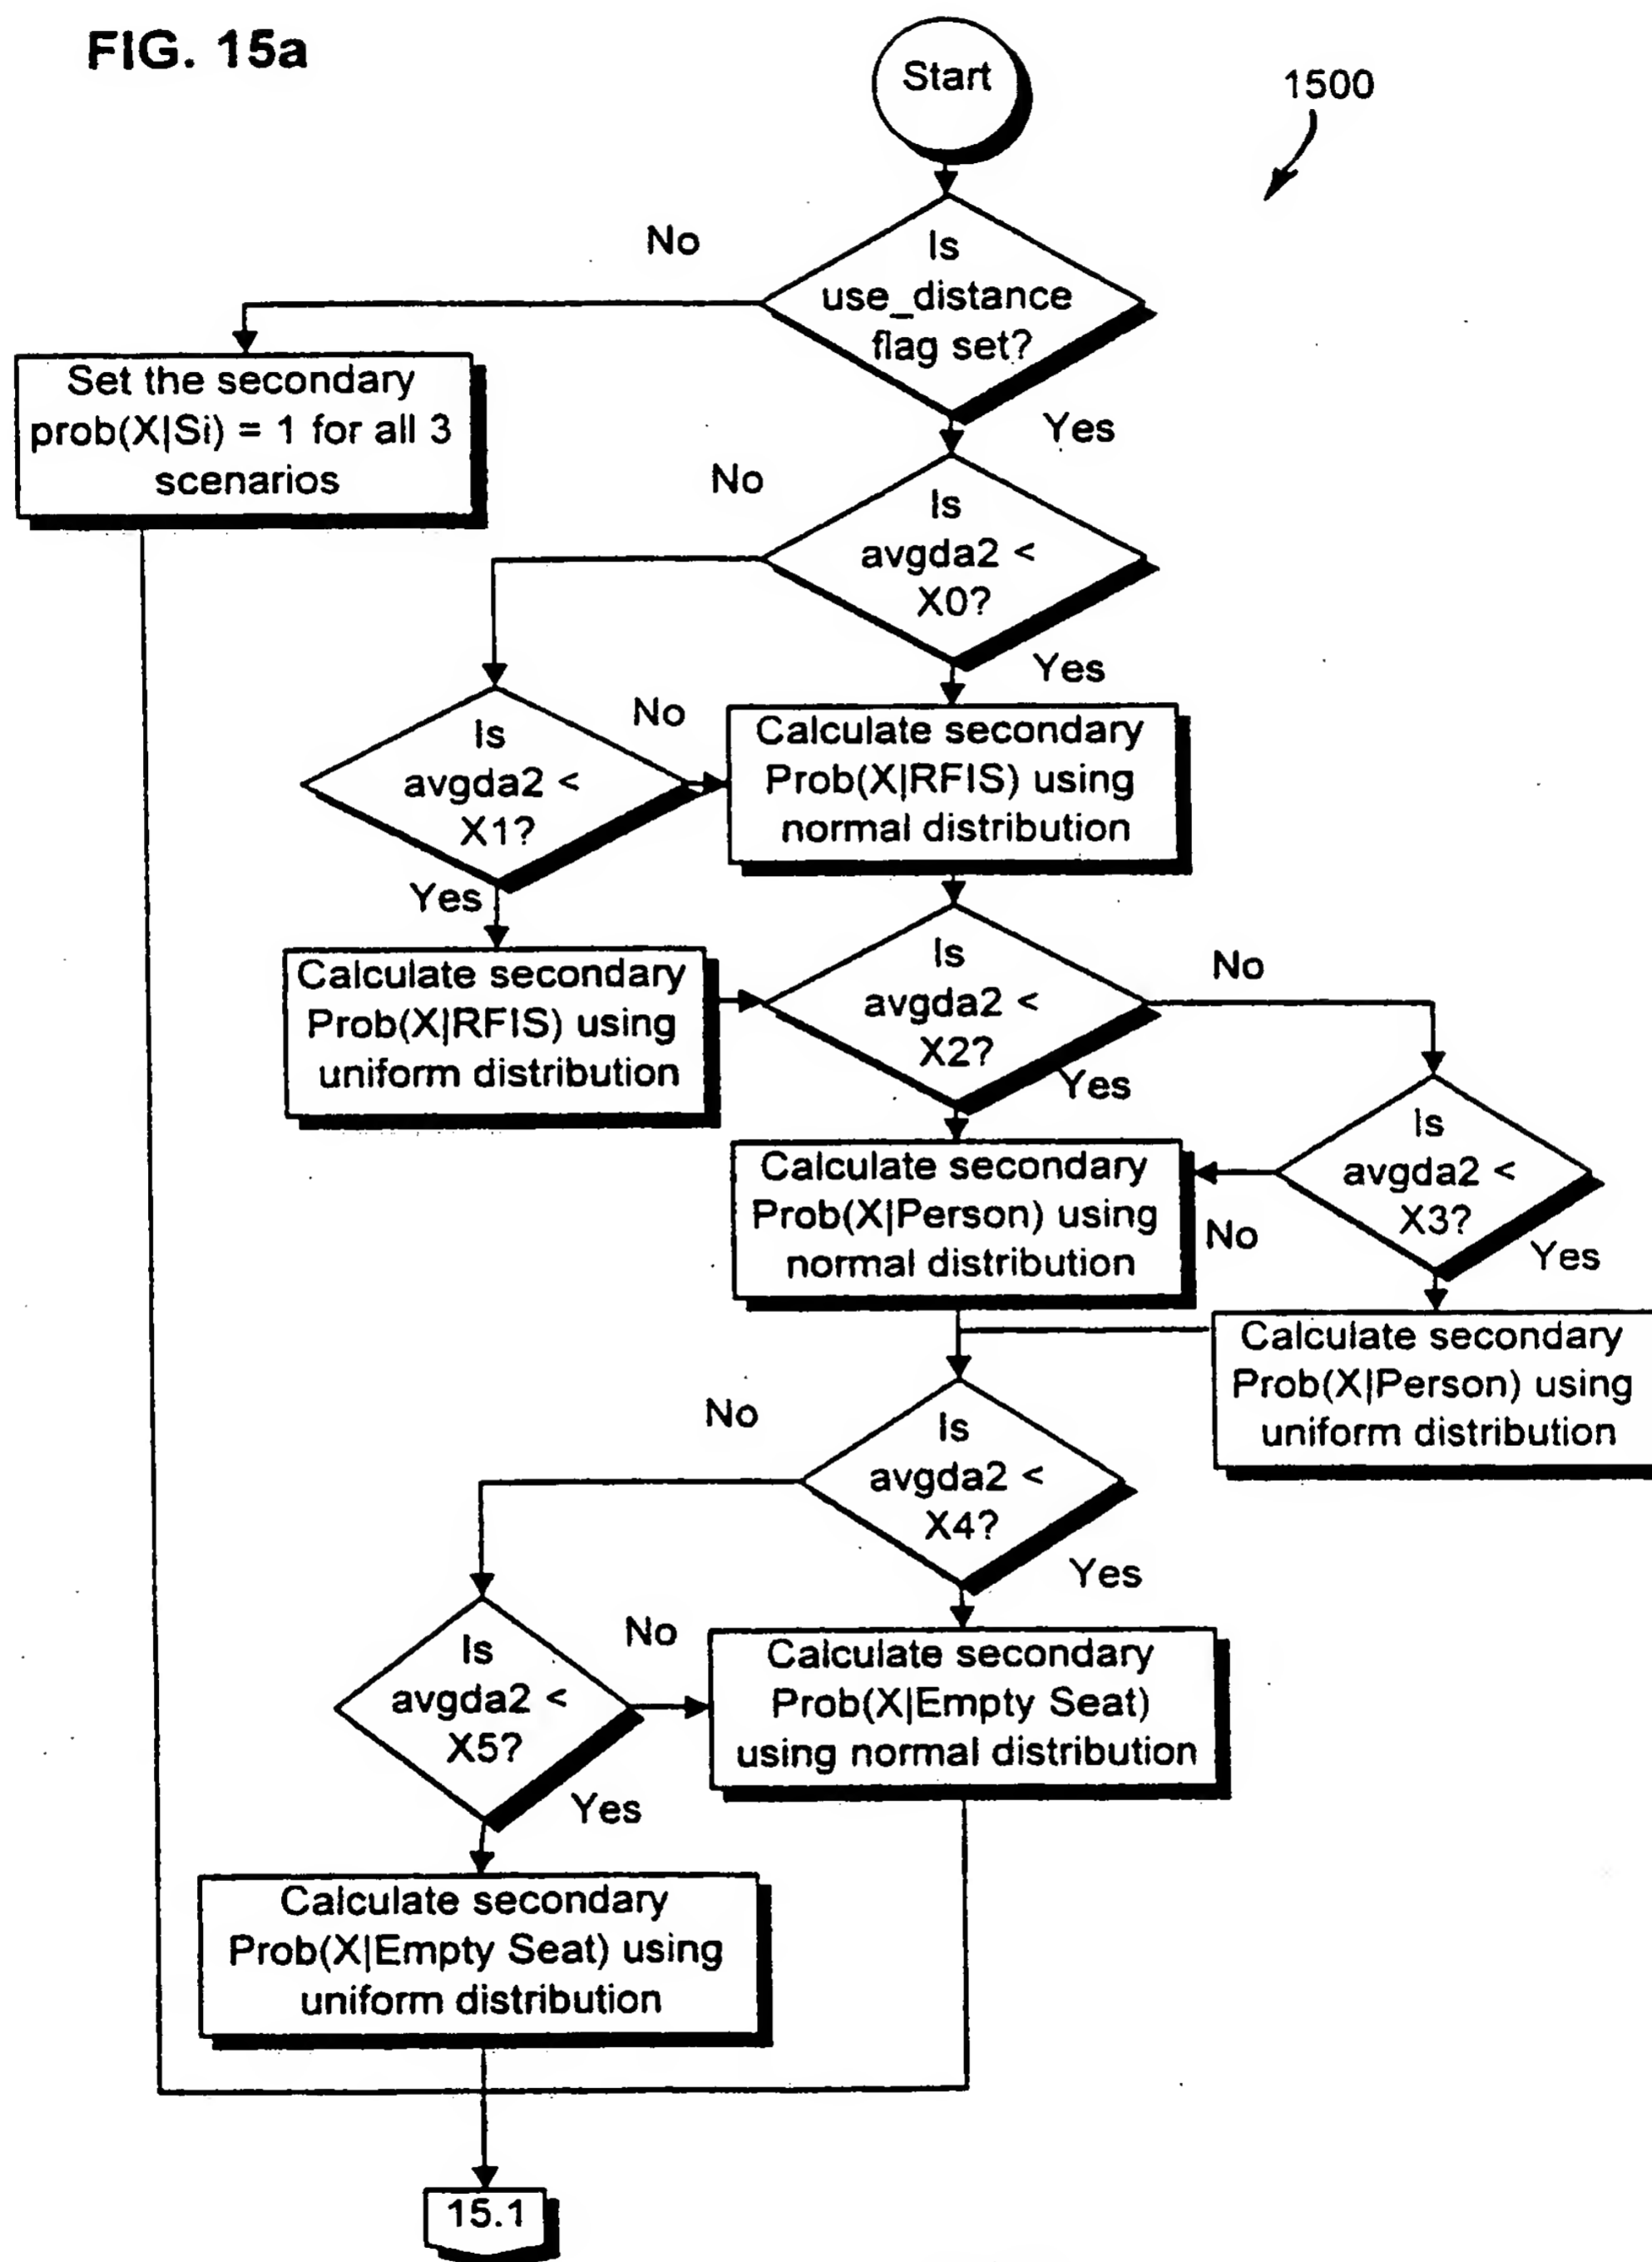 FIG. 15a
Start
1500
No
Is
use_distance
flag set?
Set the secondary
prob(X|Si) = 1 for all 3
scenarios
Yes
No
Is
avgda2 <
X0?
Yes
Is
avgda2 <
X1?
No
Calculate secondary
Prob(X|RFIS) using
normal distribution
Yes
Calculate secondary
Prob(X|RFIS) using
uniform distribution
Is
avgda2 <
X2?
No
Yes
Calculate secondary
Prob(X|Person) using
normal distribution
Is
avgda2 <
X3?
No
Yes
Calculate secondary
Prob(X|Person) using
uniform distribution
No
Is
avgda2 <
X4?
Yes
Is
avgda2 <
X5?
No
Calculate secondary
Prob(X|Empty Seat)
using normal distribution
Yes
Calculate secondary
Prob(X|Empty Seat) using
uniform distribution
15.1